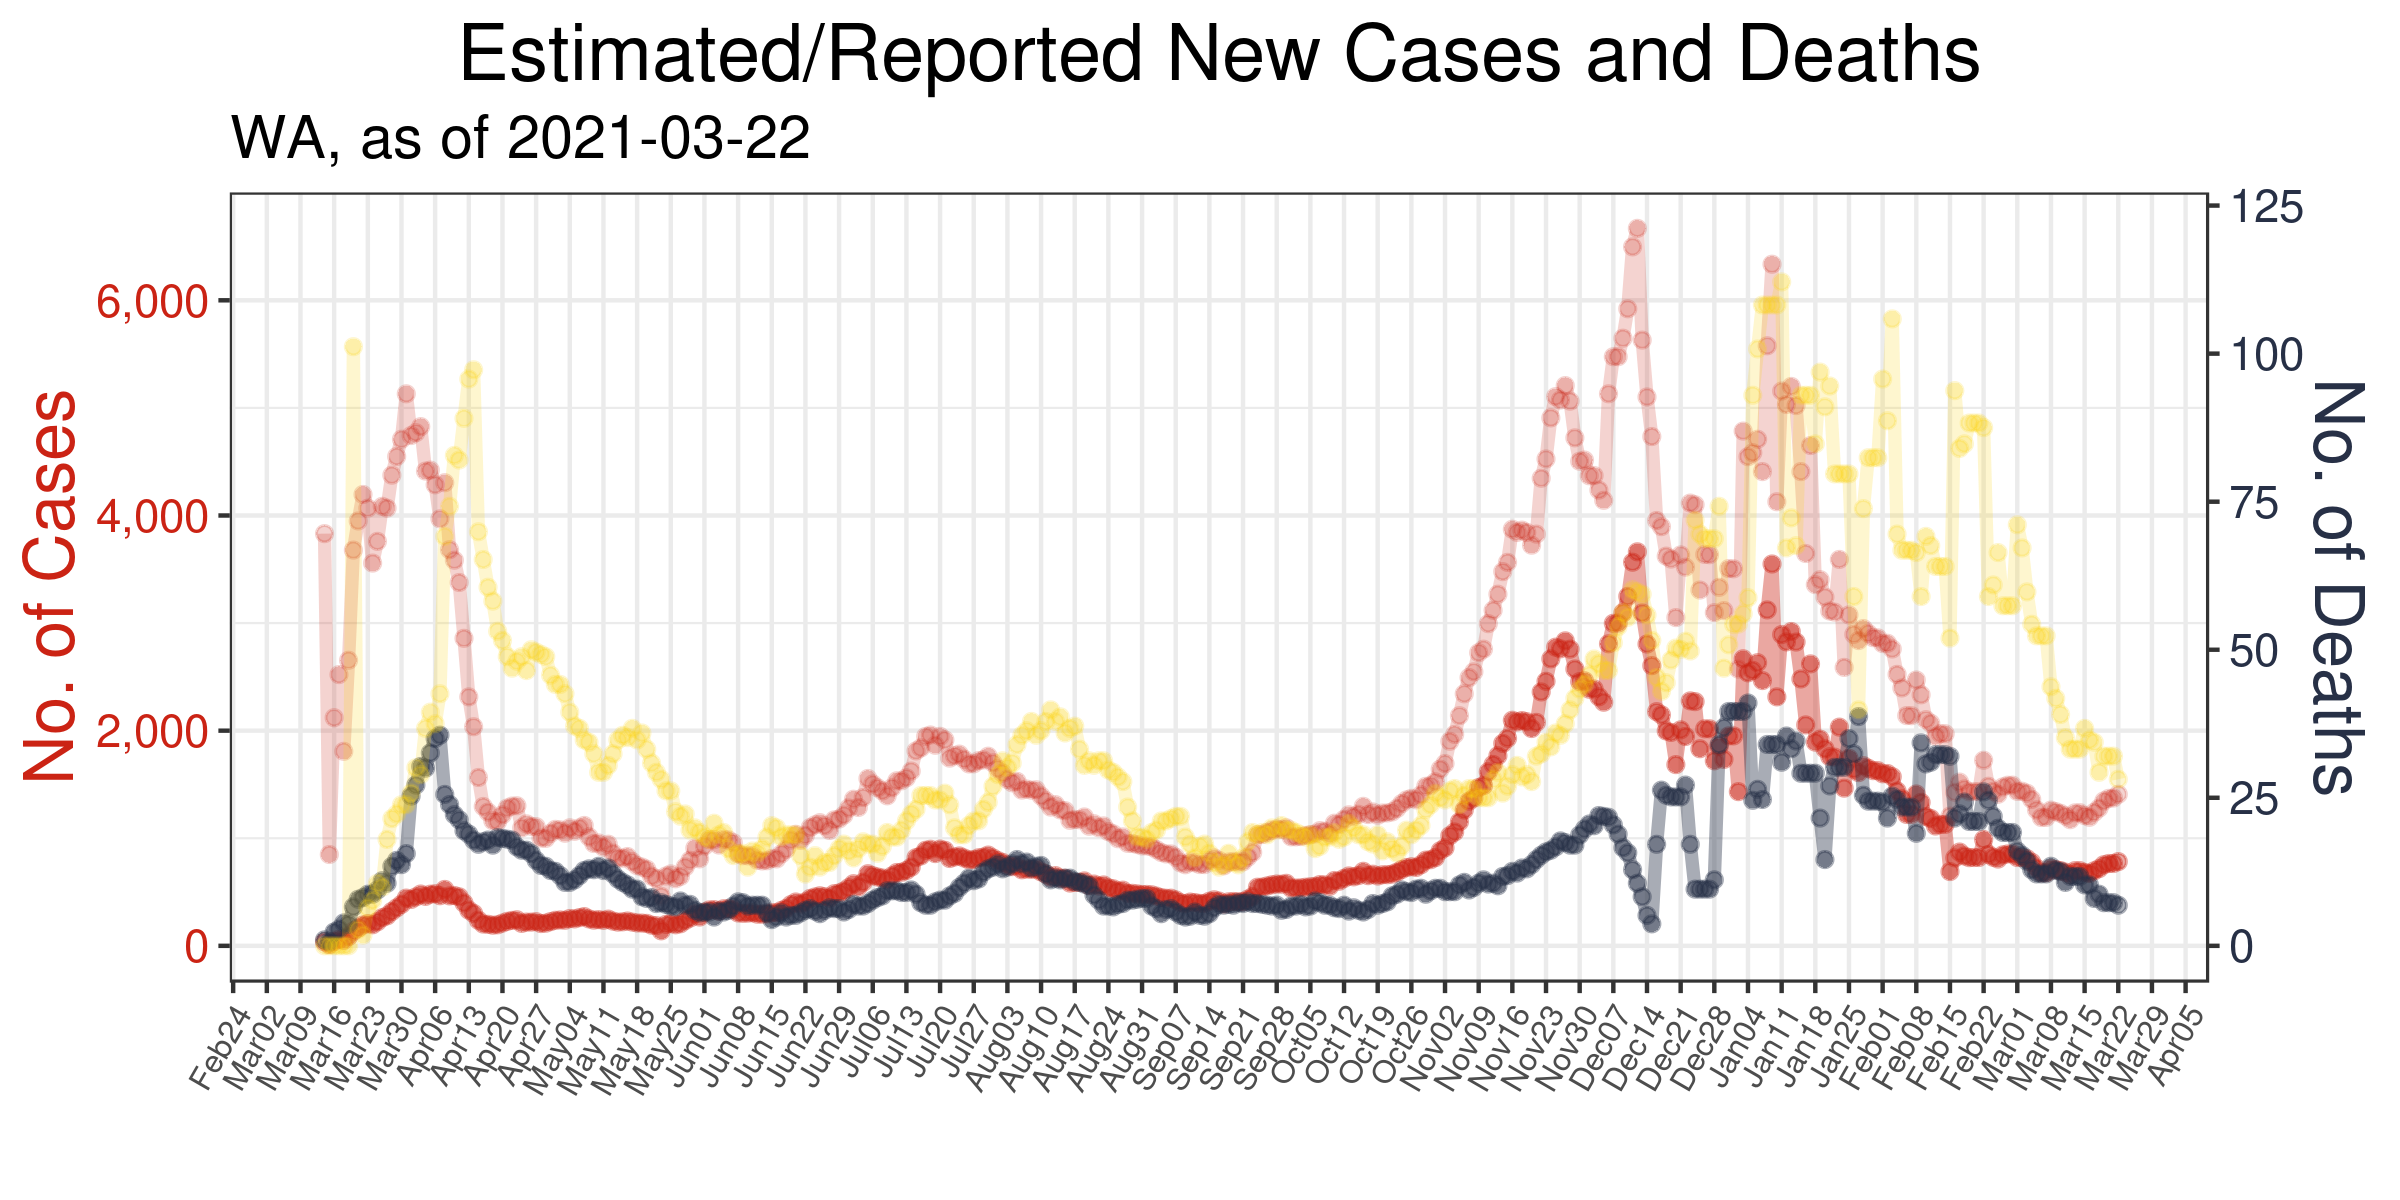 Estimated/Reported New Cases and Deaths
WA, as of 2021-03-22
No. of Cases
6,000
4,000
2,000
0
125
100
75
50
25
0
No. of Deaths
Feb24
Mar02
Mar09
Mar16
Mar23
Mar30
Apr06
Apr13
Apr20
Apr27
May04
May11
May18
May25
Jun01
Jun08
Jun15
Jun22
Jun29
Jul06
Jul13
Jul20
Jul27
Aug03
Aug10
Aug17
Aug24
Aug31
Sep07
Sep14
Sep21
Sep28
Oct05
Oct12
Oct19
Oct26
Nov02
Nov09
Nov16
Nov23
Nov30
Dec07
Dec14
Dec21
Dec28
Jan04
Jan11
Jan18
Jan25
Feb01
Feb08
Feb15
Feb22
Mar01
Mar08
Mar15
Mar22
Mar29
Apr05